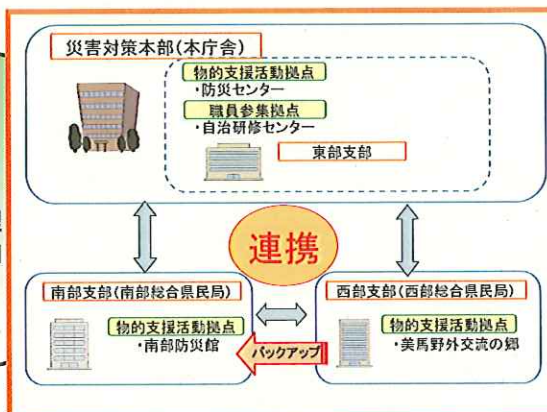 災害対策本部(本庁舎)
物的支援活動拠点
・防災センター
職員参集拠点
・自治研修センター
東部支部
連携
南部支部(南部総合県民局)
物的支援活動拠点
・南部防災館
西部支部(西部総合県民局)
物的支援活動拠点
・美馬野外交流の郷
バックアップ